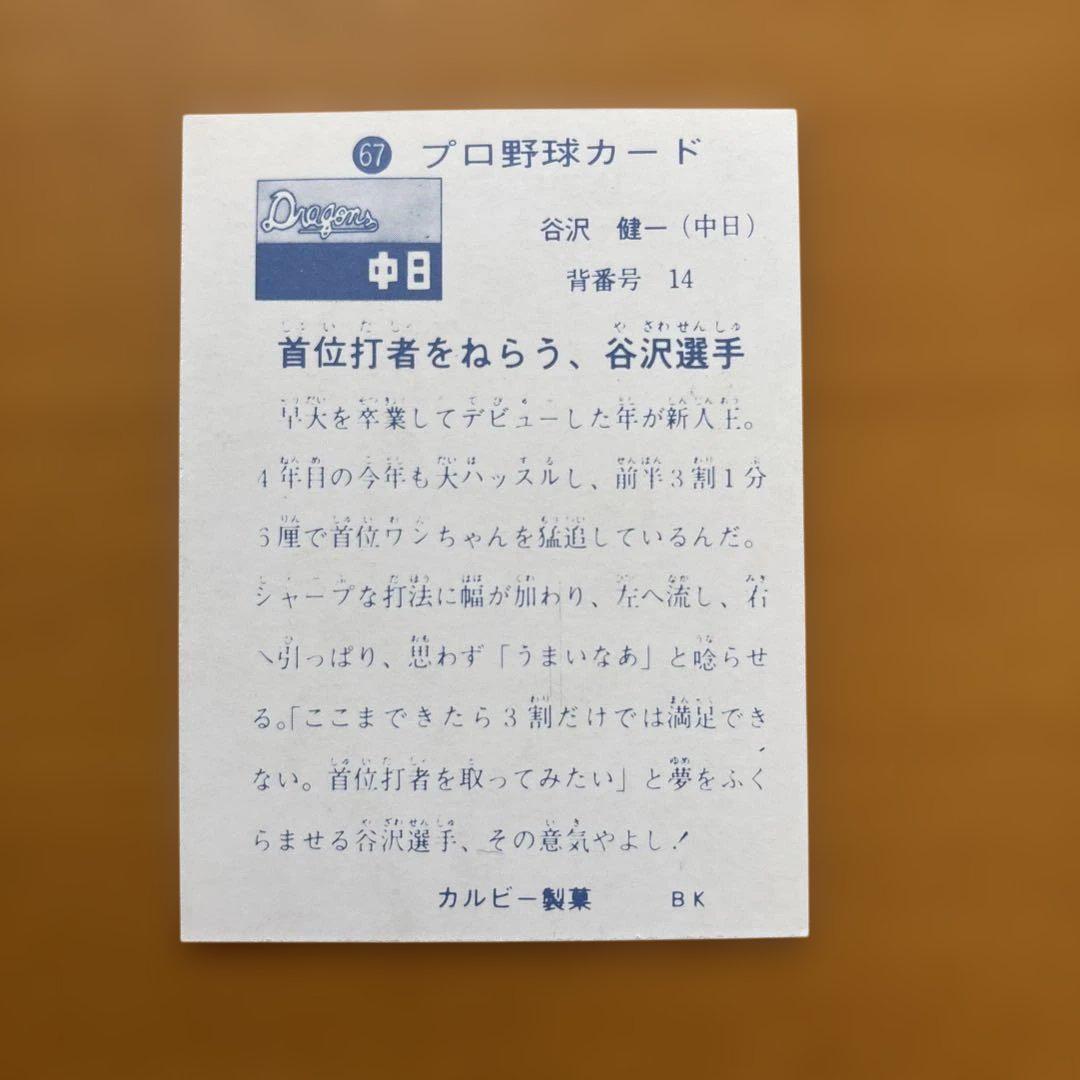 67 プロ野球カード
Dragons
中日
谷沢 健一(中日)
背番号 14
首位打者をねらう、谷沢選手
早大を卒業してデビューした年が新人王。
4年目の今年も大ハッスルし、前半3割1分
6厘で首位ワンちゃんを猛追しているんだ。
シャープな打法に幅が加わり、左へ流し、右
へ引っぱり、思わず「うまいなあ」と唸らせ
る。「ここまできたら3割だけでは満足でき
ない。首位打者を取ってみたい」と夢をふく
らませる谷沢選手、その意気やよし!
カルビー製菓 BK